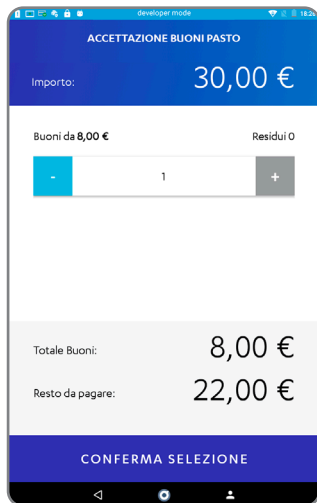 developer mode
18:26
ACCETTAZIONE BUONI PASTO
Importo: 30,00 €
Buoni da 8,00 € Residui 0
- 1 +
Totale Buoni: 8,00 €
Resto da pagare: 22,00 €
CONFERMA SELEZIONE